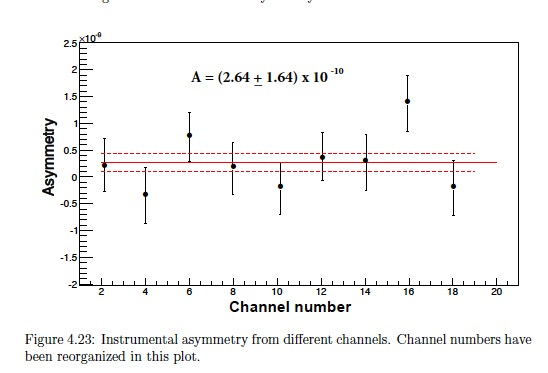 ×10⁻⁹
2.5
A = (2.64 ± 1.64) x 10⁻¹⁰
2
1.5
1
0.5
0
-0.5
-1
-1.5
-2
Asymmetry
2 4 6 8 10 12 14 16 18 20
Channel number
Figure 4.23: Instrumental asymmetry from different channels. Channel numbers have
been reorganized in this plot.